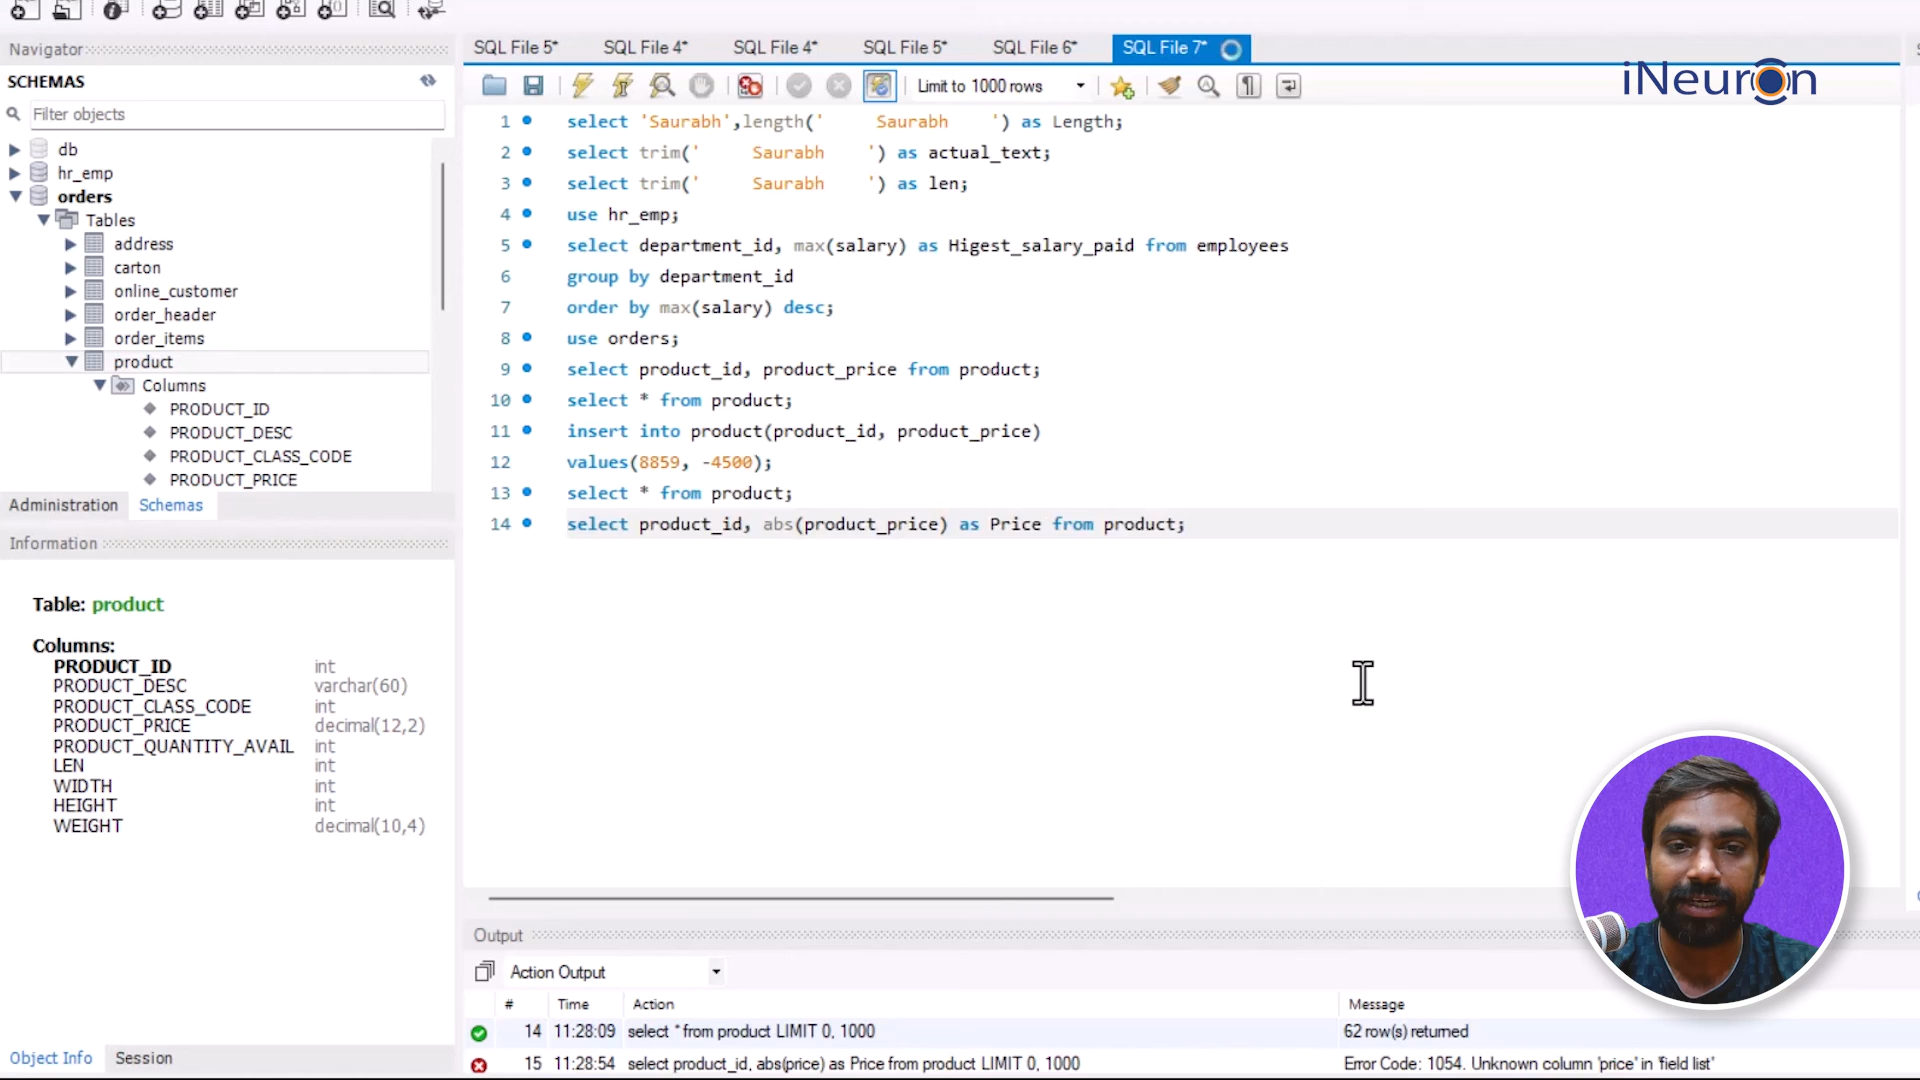 SQL File 5* SQL File 4* SQL File 4* SQL File 5* SQL File 6* SQL File 7*
iNeuron
Navigator
SCHEMAS
Filter objects
db
hr_emp
orders
Tables
address
carton
online_customer
order_header
order_items
product
Columns
PRODUCT_ID
PRODUCT_DESC
PRODUCT_CLASS_CODE
PRODUCT_PRICE
Administration Schemas
Information
Table: product
Columns:
PRODUCT_ID int
PRODUCT_DESC varchar(60)
PRODUCT_CLASS_CODE int
PRODUCT_PRICE decimal(12,2)
PRODUCT_QUANTITY_AVAIL int
LEN int
WIDTH int
HEIGHT int
WEIGHT decimal(10,4)
Object Info Session
Limit to 1000 rows
1 select 'Saurabh',length('     Saurabh    ') as Length;
2 select trim('     Saurabh    ') as actual_text;
3 select trim('     Saurabh    ') as len;
4 use hr_emp;
5 select department_id, max(salary) as Higest_salary_paid from employees
6 group by department_id
7 order by max(salary) desc;
8 use orders;
9 select product_id, product_price from product;
10 select * from product;
11 insert into product(product_id, product_price)
12 values(8859, -4500);
13 select * from product;
14 select product_id, abs(product_price) as Price from product;
Output
Action Output
# Time Action Message
14 11:28:09 select * from product LIMIT 0, 1000 62 row(s) returned
15 11:28:54 select product_id, abs(price) as Price from product LIMIT 0, 1000 Error Code: 1054. Unknown column 'price' in 'field list'